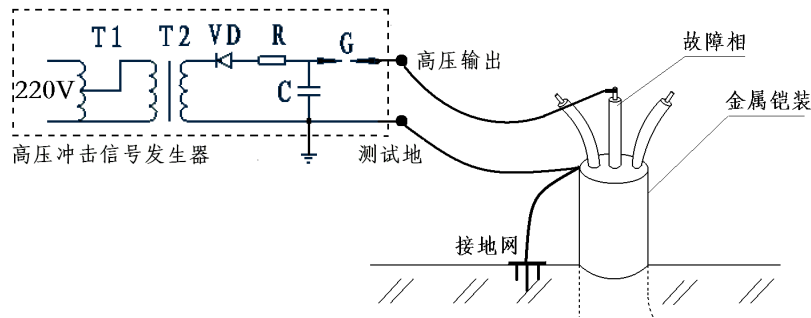 T1 T2 VD R G
高压输出
故障相
220V
C
金属铠装
高压冲击信号发生器
测试地
接地网